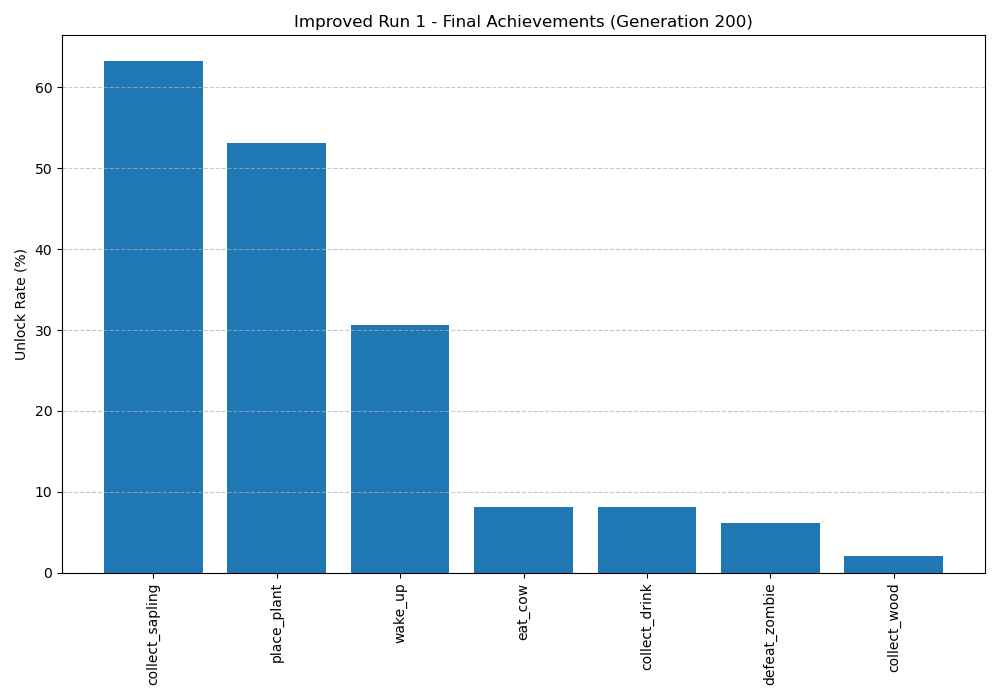 Improved Run 1 - Final Achievements (Generation 200)
Unlock Rate (%)
60
50
40
30
20
10
0
collect_sapling
place_plant
wake_up
eat_cow
collect_drink
defeat_zombie
collect_wood